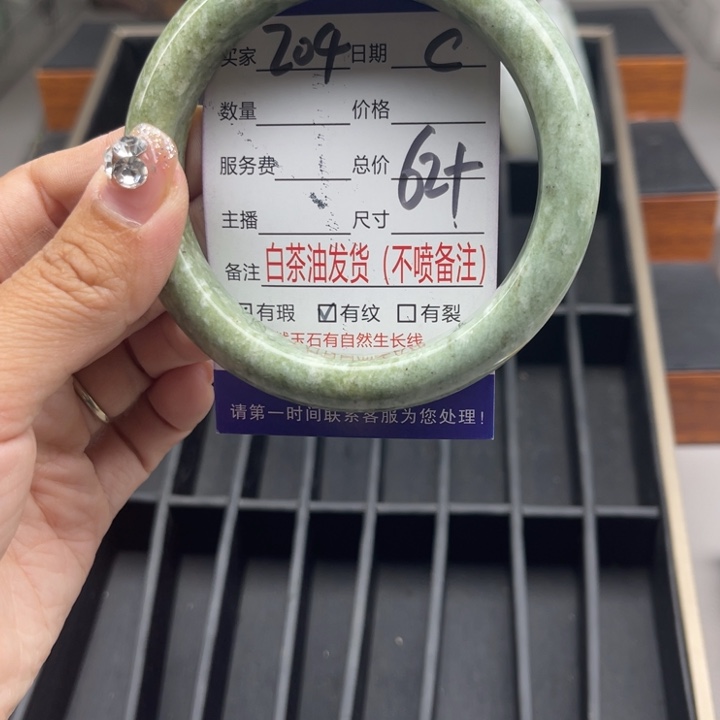 买家 204 日期 C
数量 价格
服务费 总价 62+
主播 尺寸
备注 白茶油发货（不喷备注）
有瑕 ☑有纹 □有裂
玉石有自然生长线
请第一时间联系客服为您处理！